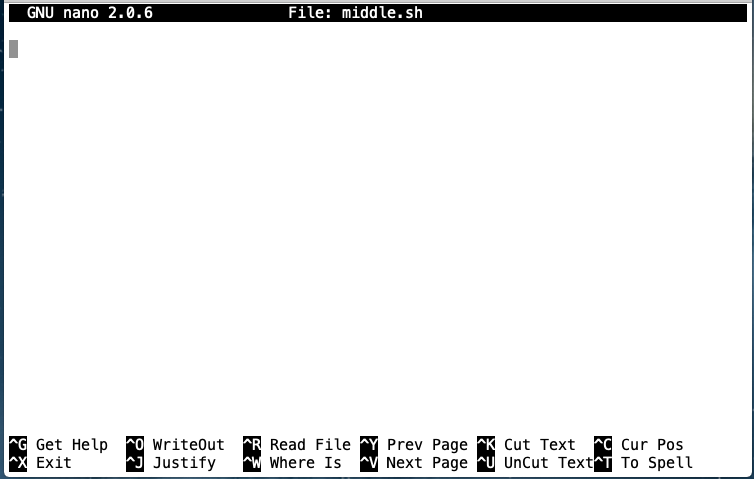 GNU nano 2.0.6 File: middle.sh
^G Get Help ^O WriteOut ^R Read File ^Y Prev Page ^K Cut Text ^C Cur Pos
^X Exit ^J Justify ^W Where Is ^V Next Page ^U UnCut Text ^T To Spell